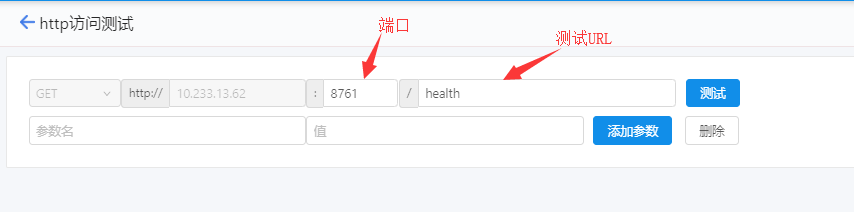 http访问测试
端口
测试URL
GET http:// 10.233.13.62 : 8761 / health 测试
参数名 值 添加参数 删除